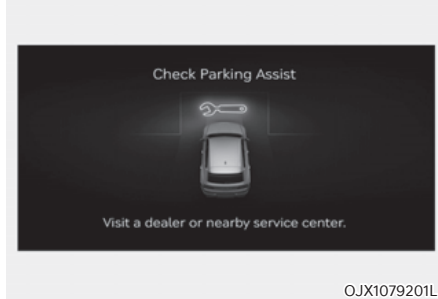 Check Parking Assist
Visit a dealer or nearby service center.
OJX1079201L